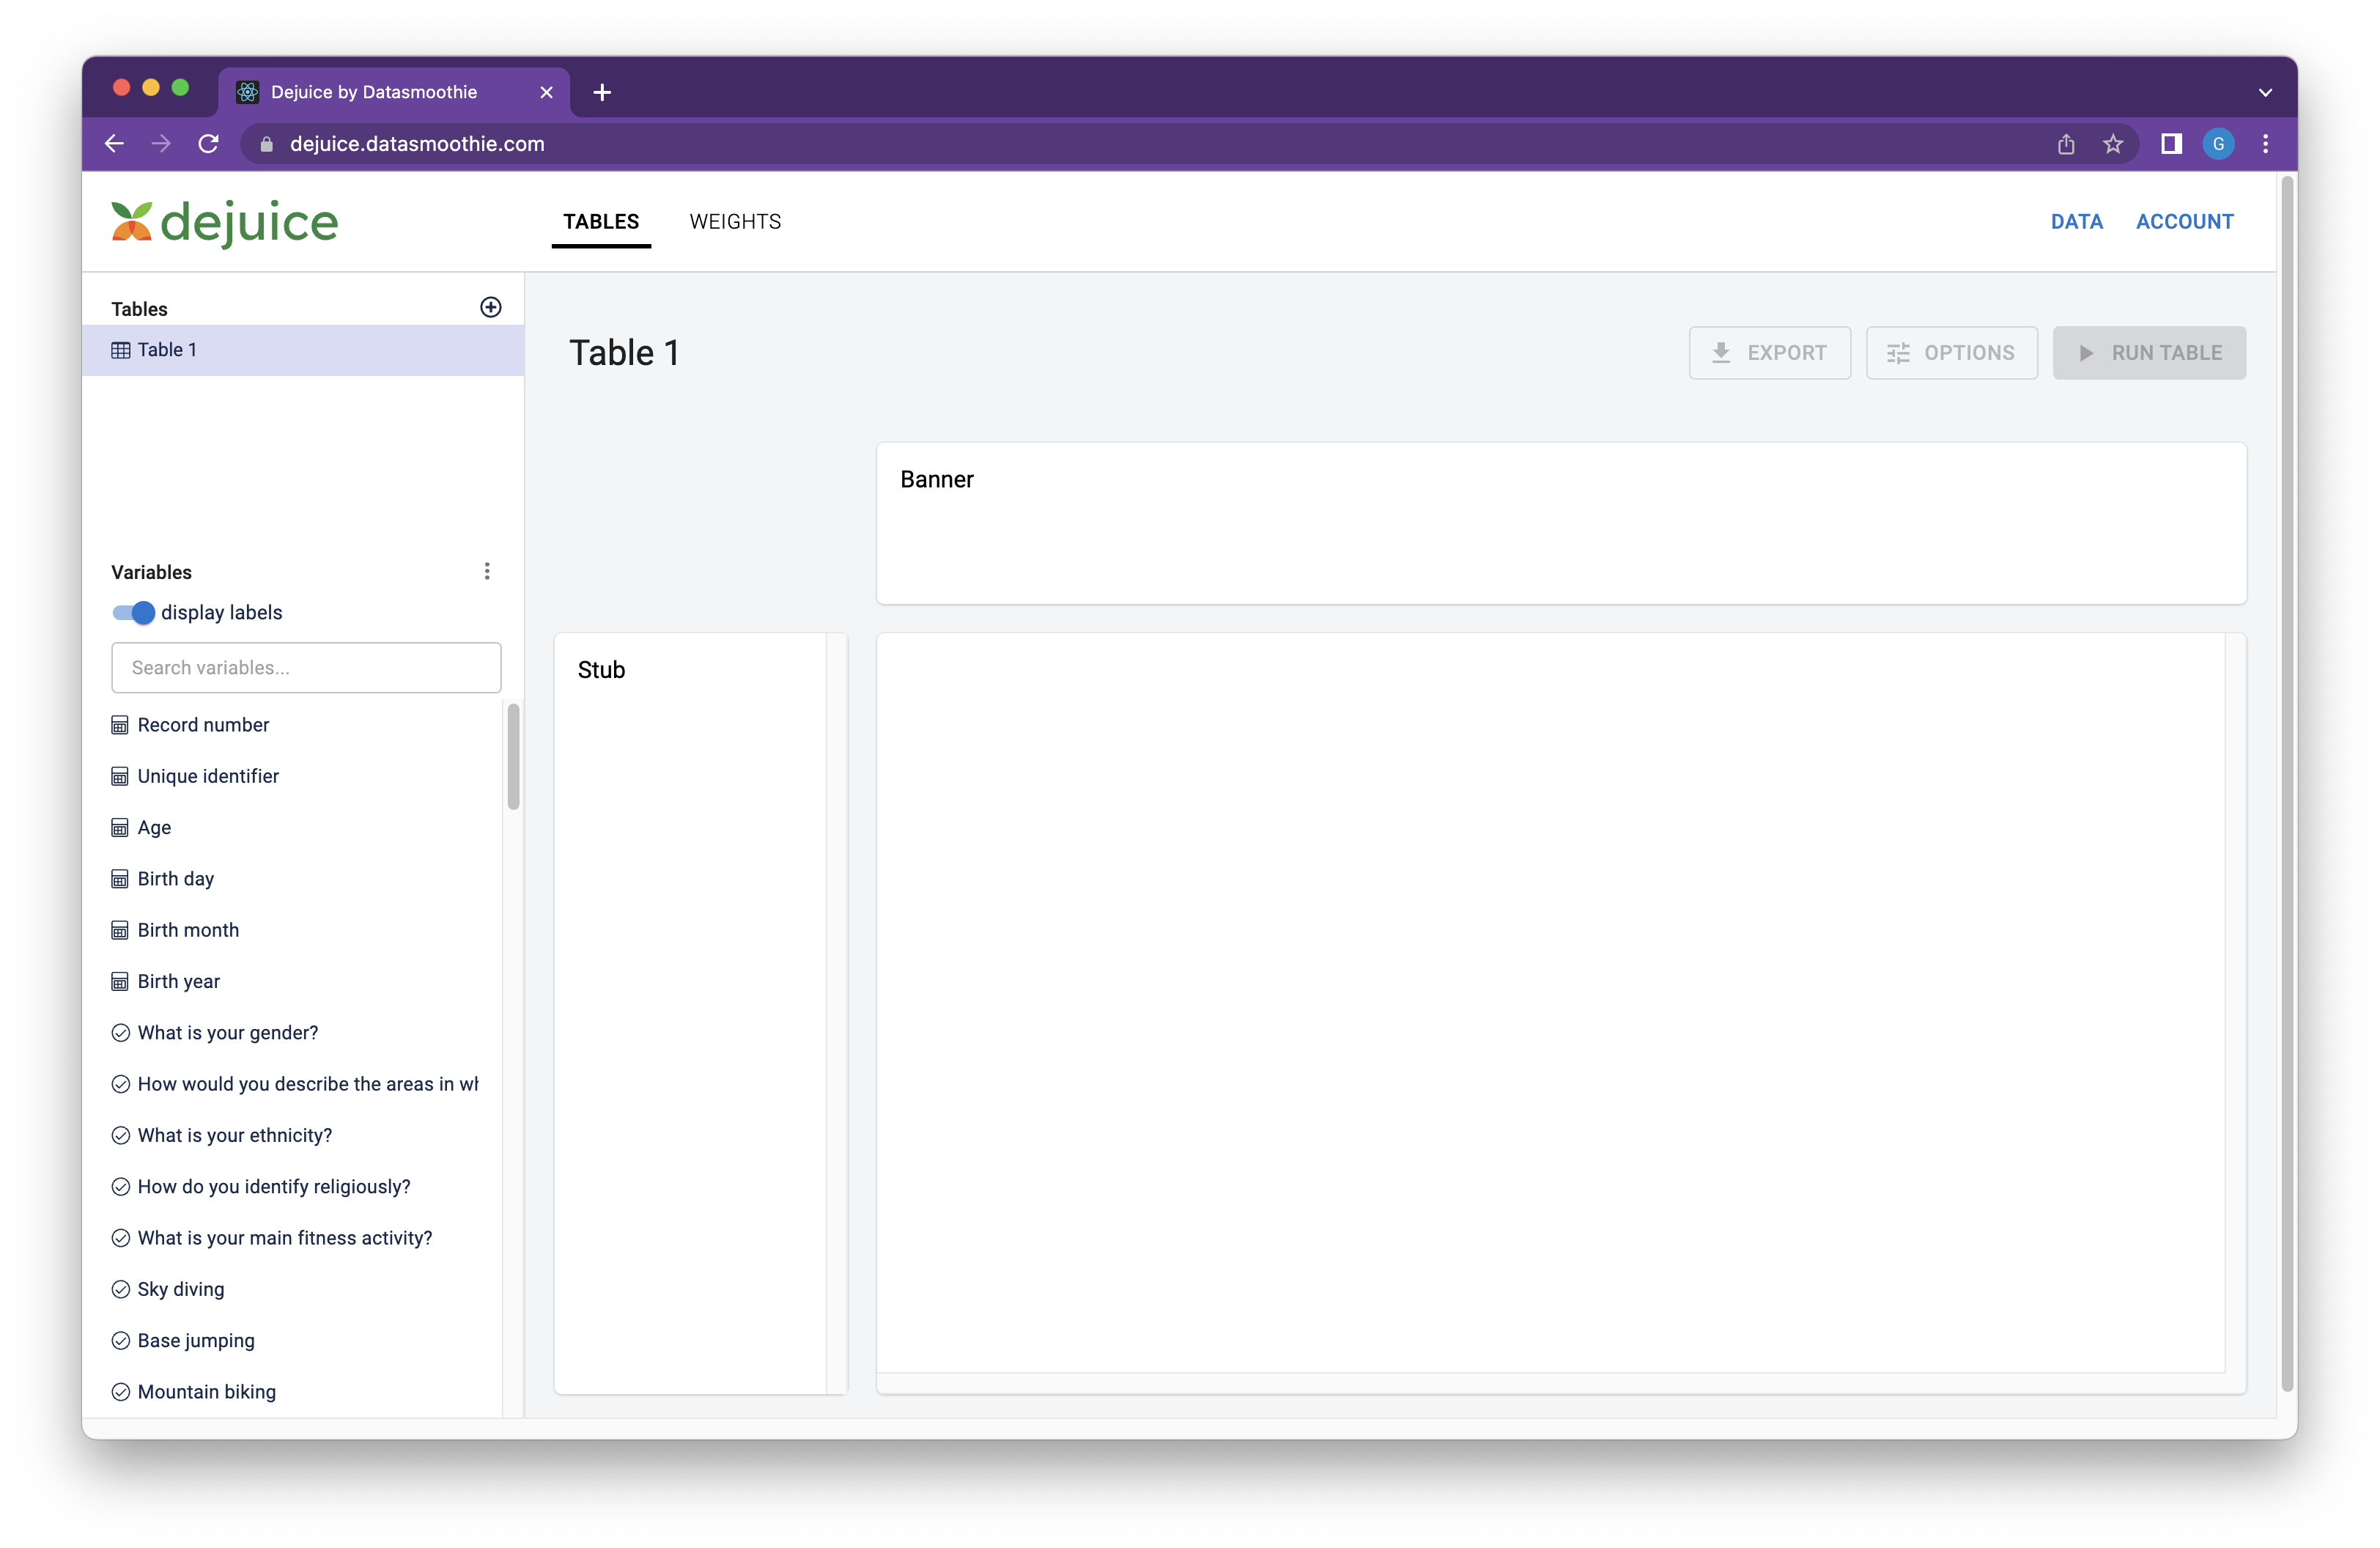 Dejuice by Datasmoothie
dejuice.datasmoothie.com
G
dejuice
TABLES
WEIGHTS
DATA
ACCOUNT
Tables
Table 1
Table 1
EXPORT
OPTIONS
RUN TABLE
Banner
Variables
display labels
Search variables...
Stub
Record number
Unique identifier
Age
Birth day
Birth month
Birth year
What is your gender?
How would you describe the areas in
What is your ethnicity?
How do you identify religiously?
What is your main fitness activity?
Sky diving
Base jumping
Mountain biking